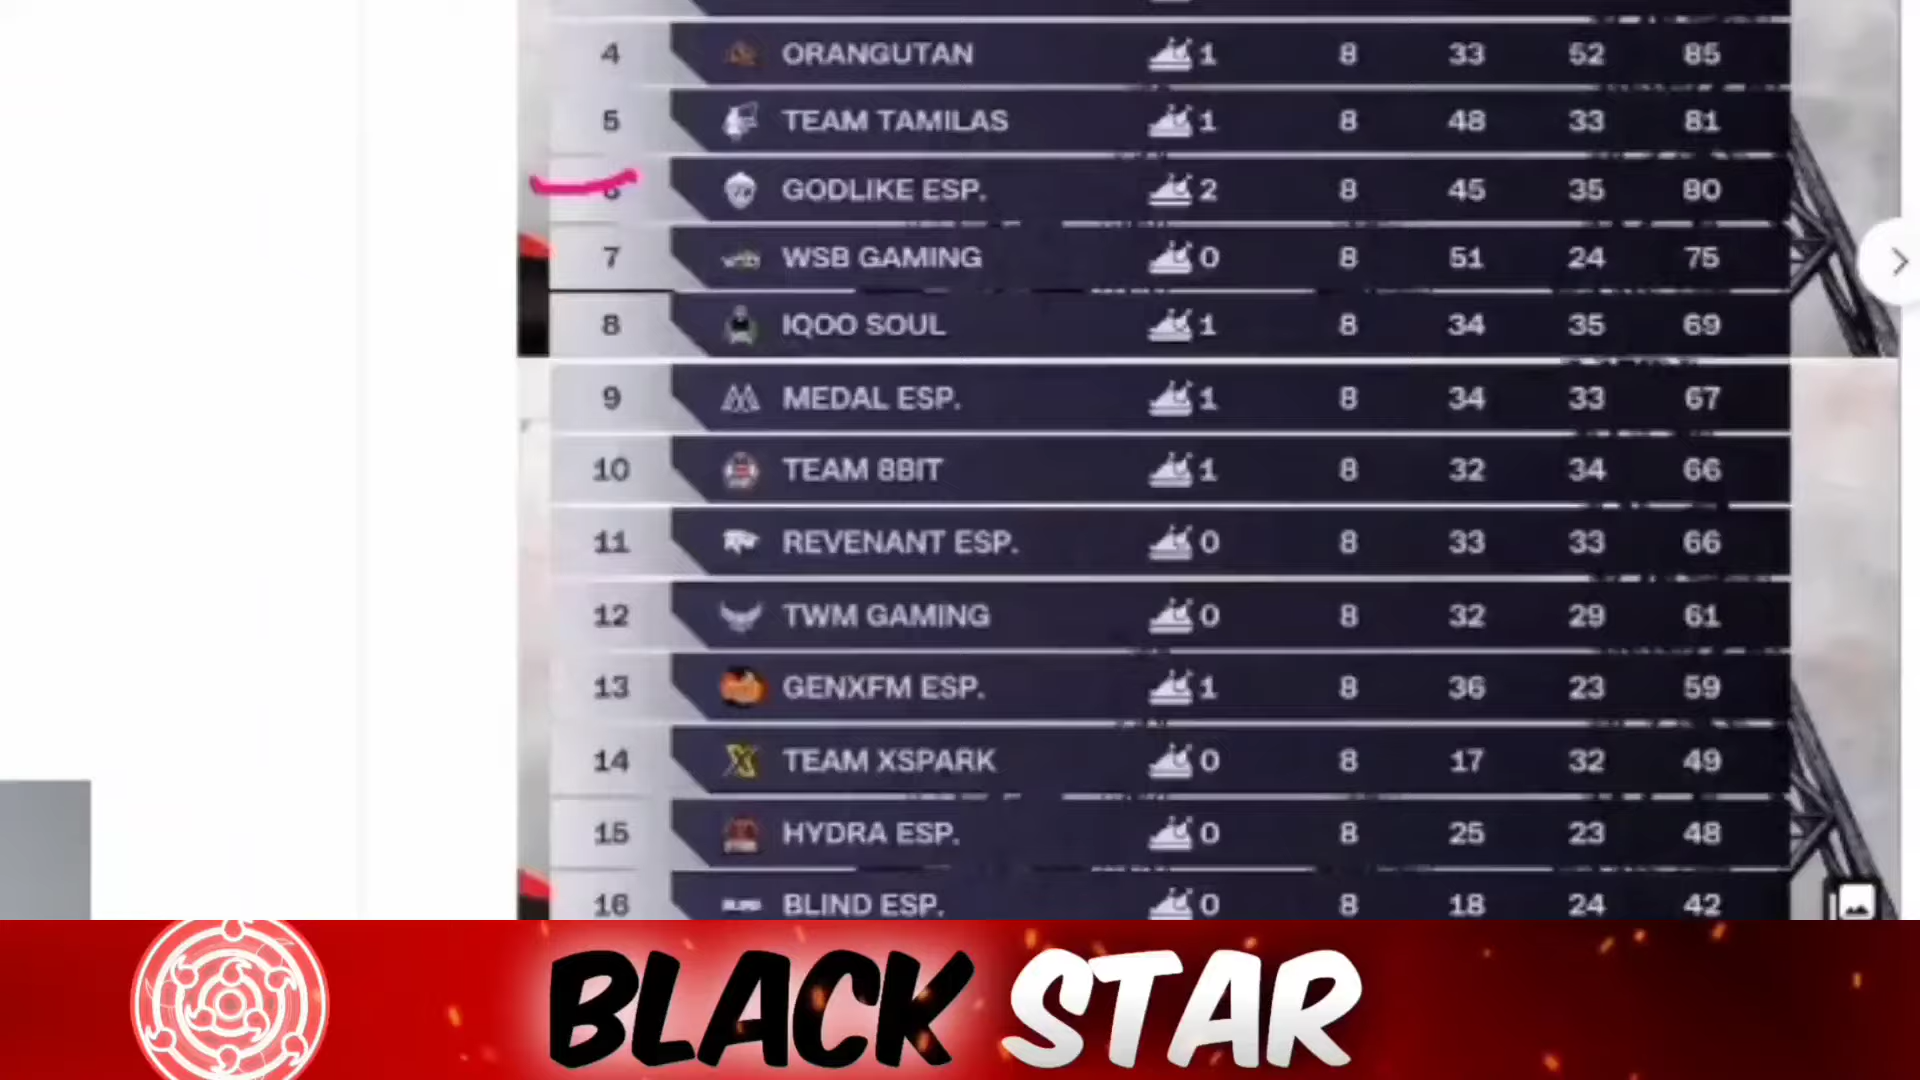 4 ORANGUTAN 1 8 33 52 85
5 TEAM TAMILAS 1 8 48 33 81
6 GODLIKE ESP. 2 8 45 35 80
7 WSB GAMING 0 8 51 24 75
8 IQOO SOUL 1 8 34 35 69
9 MEDAL ESP. 1 8 34 33 67
10 TEAM 8BIT 1 8 32 34 66
11 REVENANT ESP. 0 8 33 33 66
12 TWM GAMING 0 8 32 29 61
13 GENXFM ESP. 1 8 36 23 59
14 TEAM XSPARK 0 8 17 32 49
15 HYDRA ESP. 0 8 25 23 48
16 BLIND ESP. 0 8 18 24 42
BLACK STAR